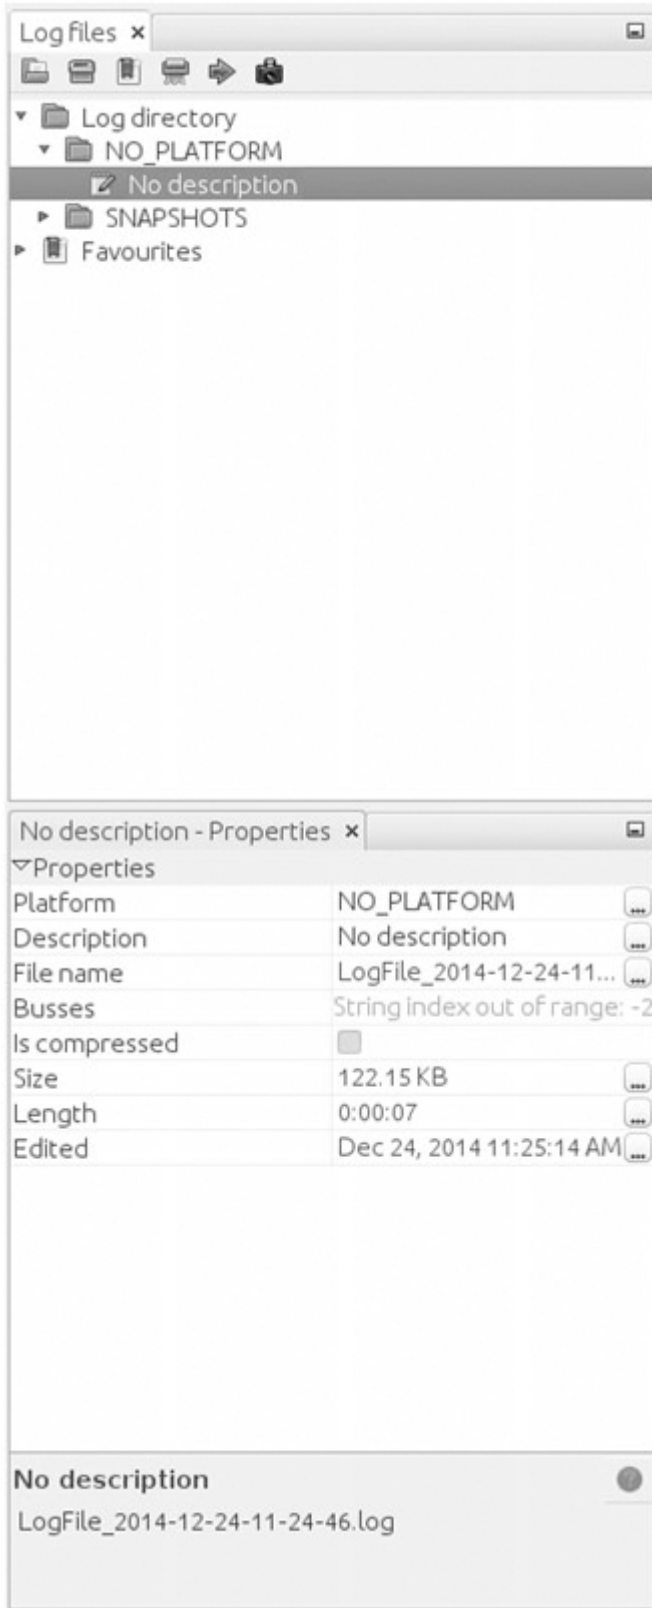 Log files
Log directory
NO_PLATFORM
No description
SNAPSHOTS
Favourites
No description - Properties
Properties
Platform NO_PLATFORM ...
Description No description ...
File name LogFile_2014-12-24-11... ...
Busses String index out of range: -2
Is compressed
Size 122.15 KB ...
Length 0:00:07 ...
Edited Dec 24, 2014 11:25:14 AM ...
No description
LogFile_2014-12-24-11-24-46.log